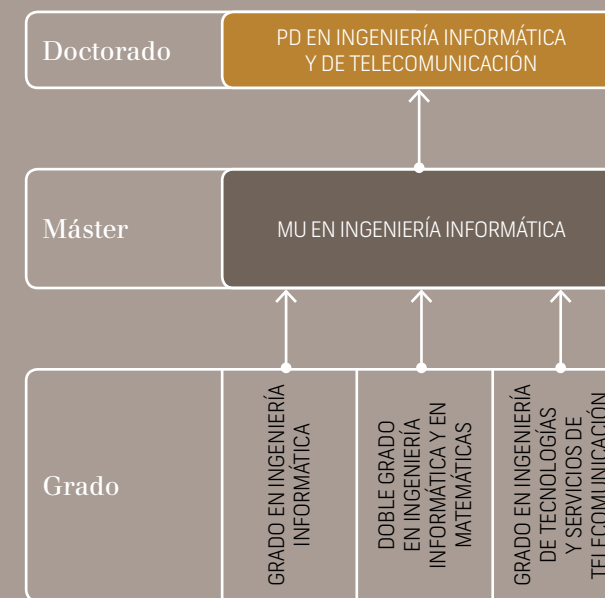 Doctorado
PD EN INGENIERÍA INFORMÁTICA
Y DE TELECOMUNICACIÓN
Máster
MU EN INGENIERÍA INFORMÁTICA
Grado
GRADO EN INGENIERÍA
INFORMÁTICA
DOBLE GRADO
EN INGENIERÍA
INFORMÁTICA Y EN
MATEMÁTICAS
GRADO EN INGENIERÍA
DE TECNOLOGÍAS
Y SERVICIOS DE
TELECOMUNICACIÓN